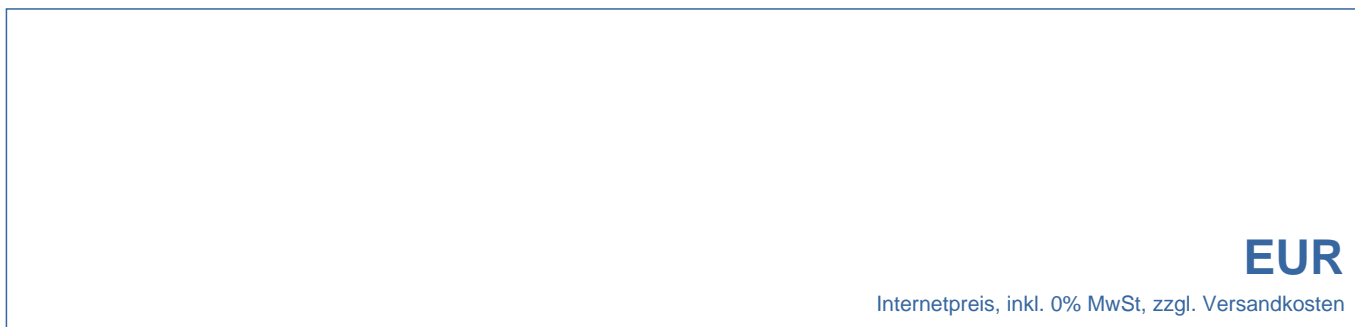 EUR
Internetpreis, inkl. 0% MwSt, zzgl. Versandkosten